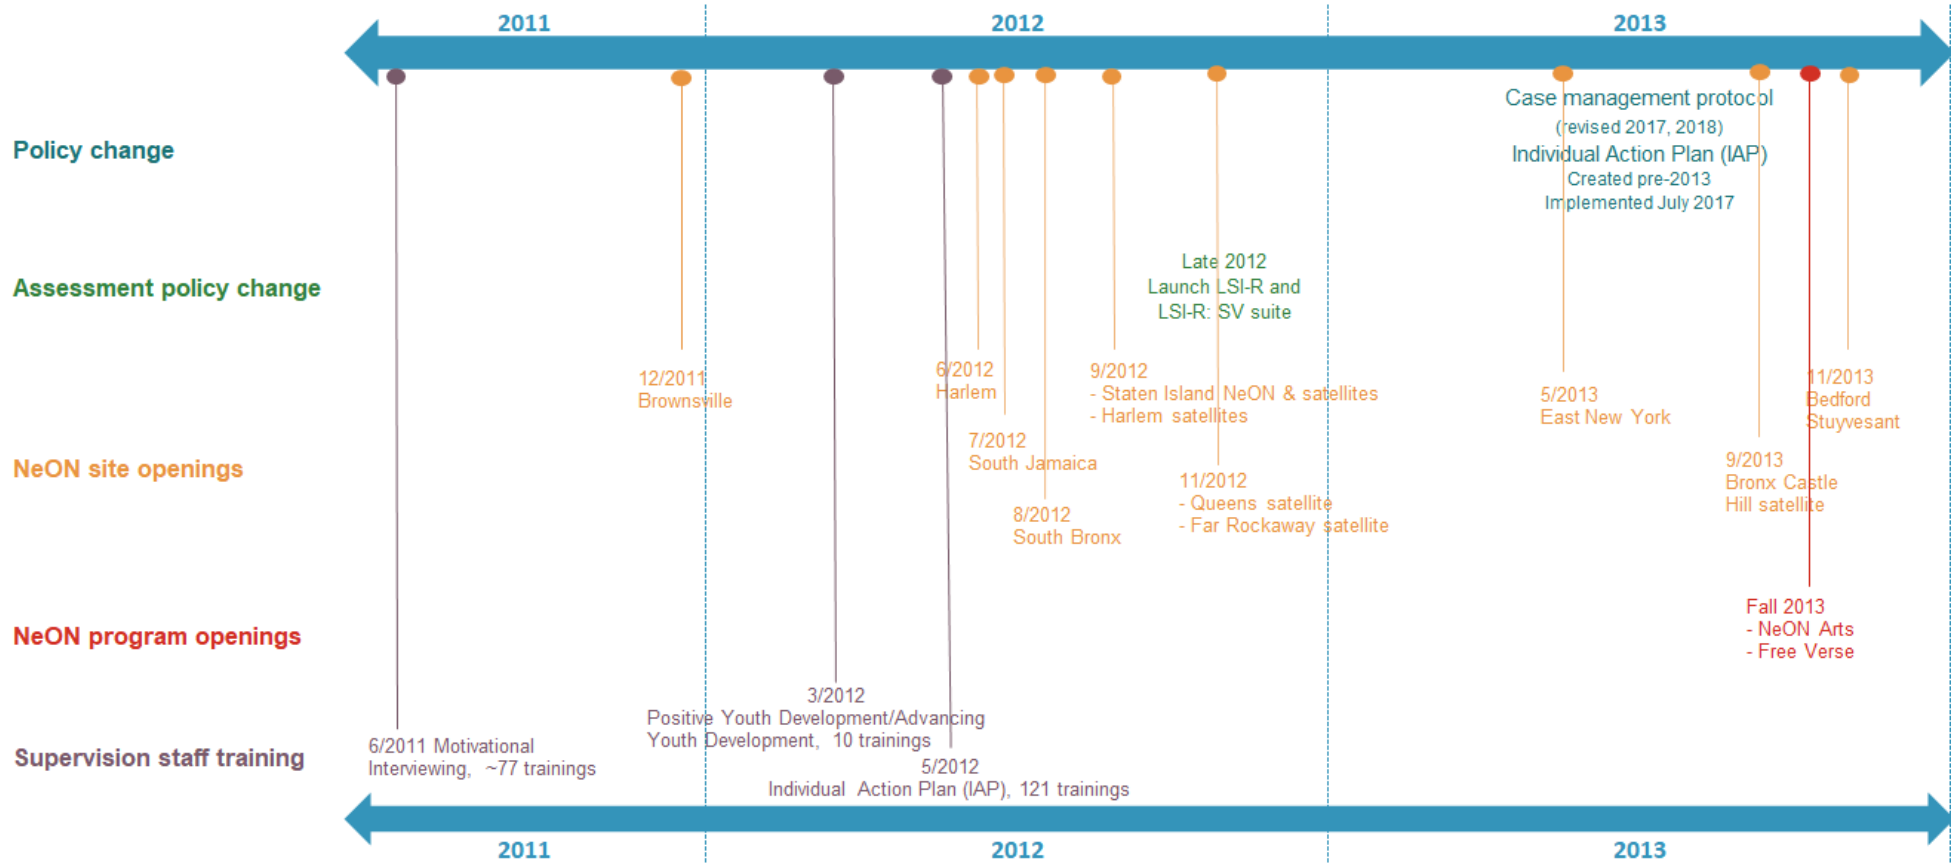 2011
2012
2013
Policy change
Case management protocol
(revised 2017, 2018)
Individual Action Plan (IAP)
Created pre-2013
Implemented July 2017
Assessment policy change
Late 2012
Launch LSI-R and
LSI-R: SV suite
NeON site openings
12/2011
Brownsville
6/2012
Harlem
7/2012
South Jamaica
8/2012
South Bronx
9/2012
- Staten Island NeON & satellites
- Harlem satellites
11/2012
- Queens satellite
- Far Rockaway satellite
5/2013
East New York
9/2013
Bronx Castle
Hill satellite
11/2013
Bedford
Stuyvesant
NeON program openings
Fall 2013
- NeON Arts
- Free Verse
Supervision staff training
6/2011 Motivational
Interviewing, ~77 trainings
3/2012
Positive Youth Development/Advancing
Youth Development, 10 trainings
5/2012
Individual Action Plan (IAP), 121 trainings
2011
2012
2013